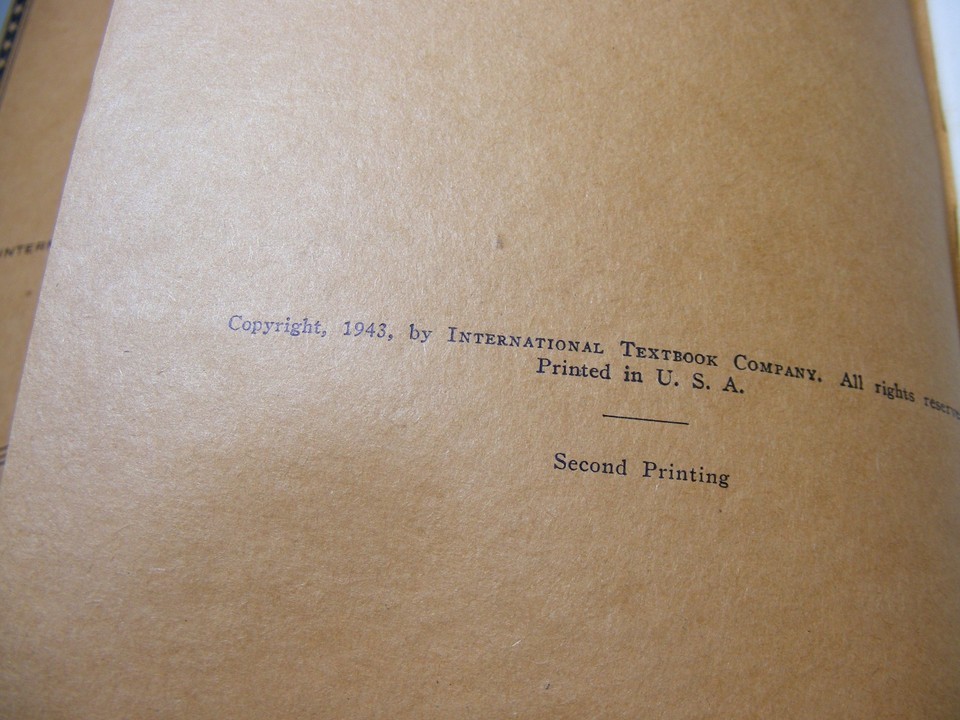 Copyright, 1943, by INTERNATIONAL TEXTBOOK COMPANY. All rights
Printed in U. S. A.
Second Printing